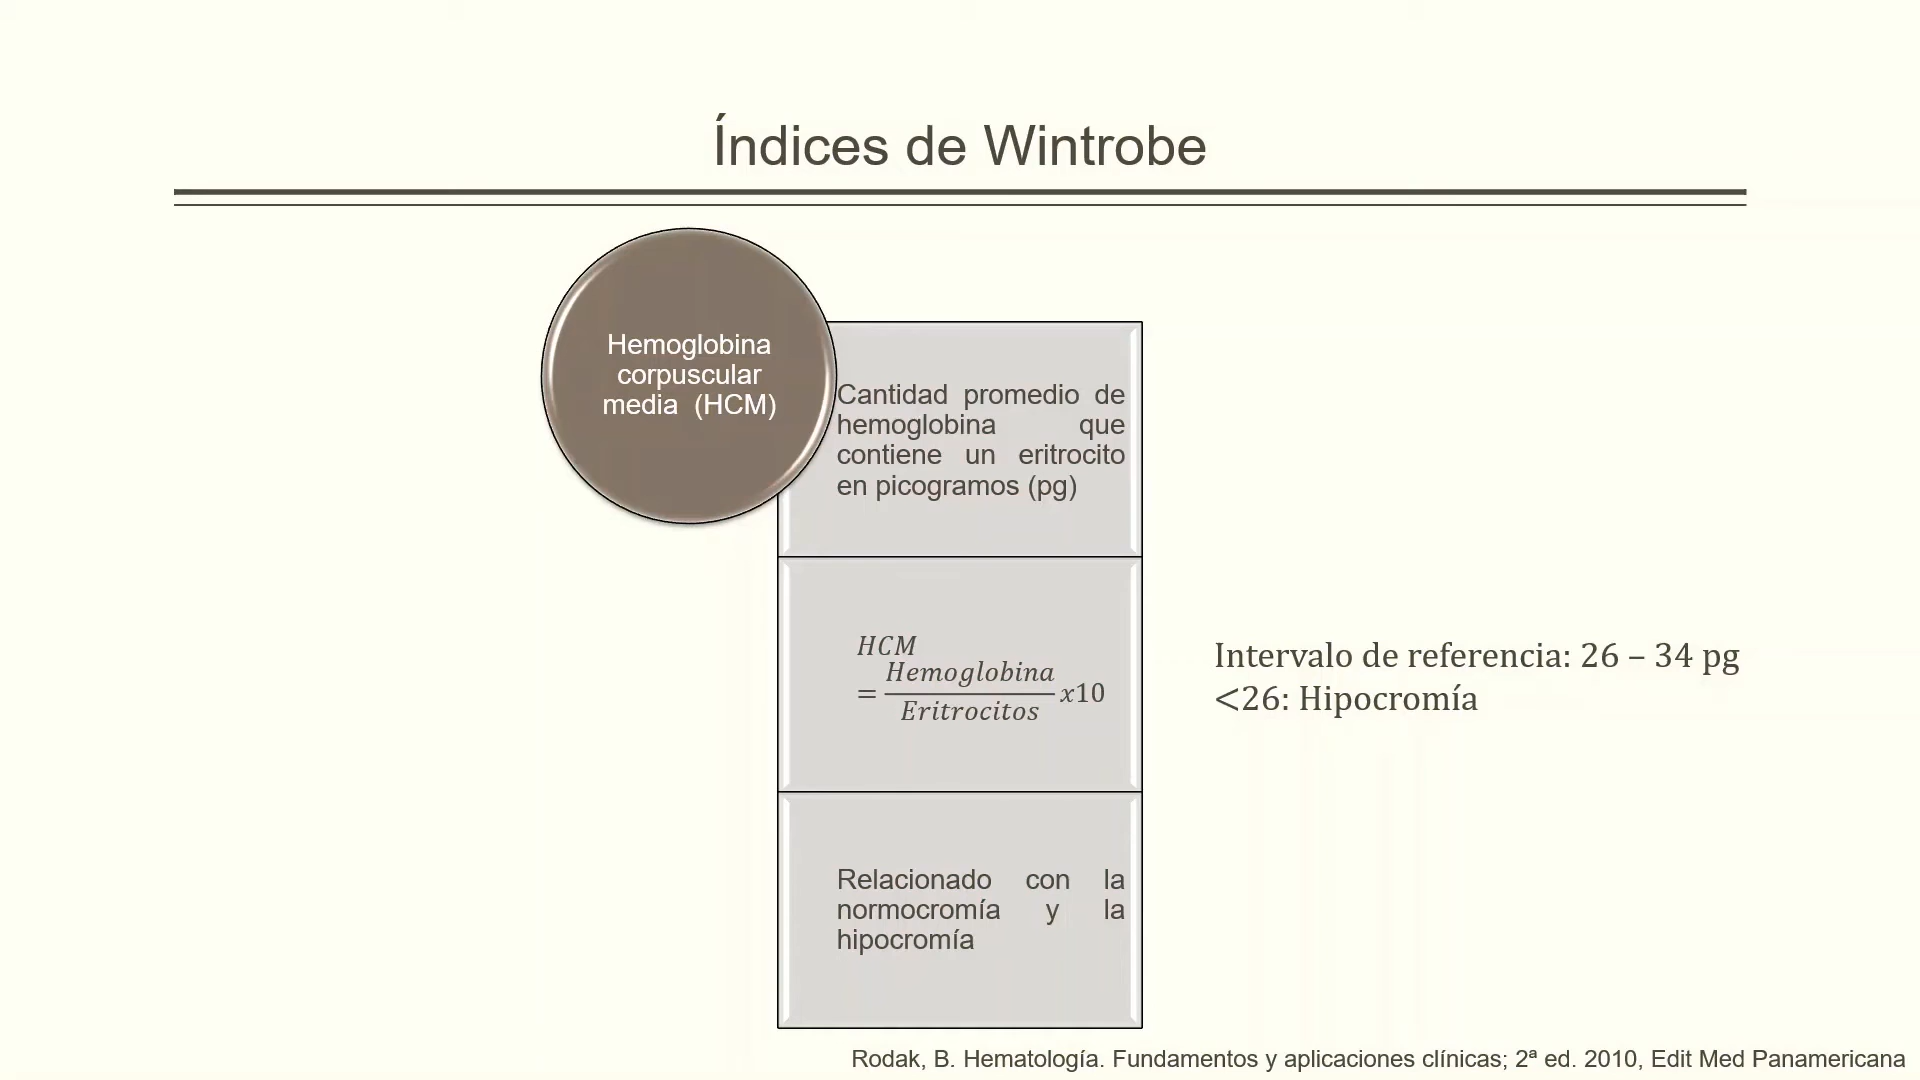 Índices de Wintrobe
Hemoglobina
corpuscular
media (HCM)
Cantidad promedio de
hemoglobina que
contiene un eritrocito
en picogramos (pg)
HCM
= Hemoglobina / Eritrocitos x10
Intervalo de referencia: 26 – 34 pg
<26: Hipocromía
Relacionado con la
normocromía y la
hipocromía
Rodak, B. Hematología. Fundamentos y aplicaciones clínicas; 2ª ed. 2010, Edit Med Panamericana